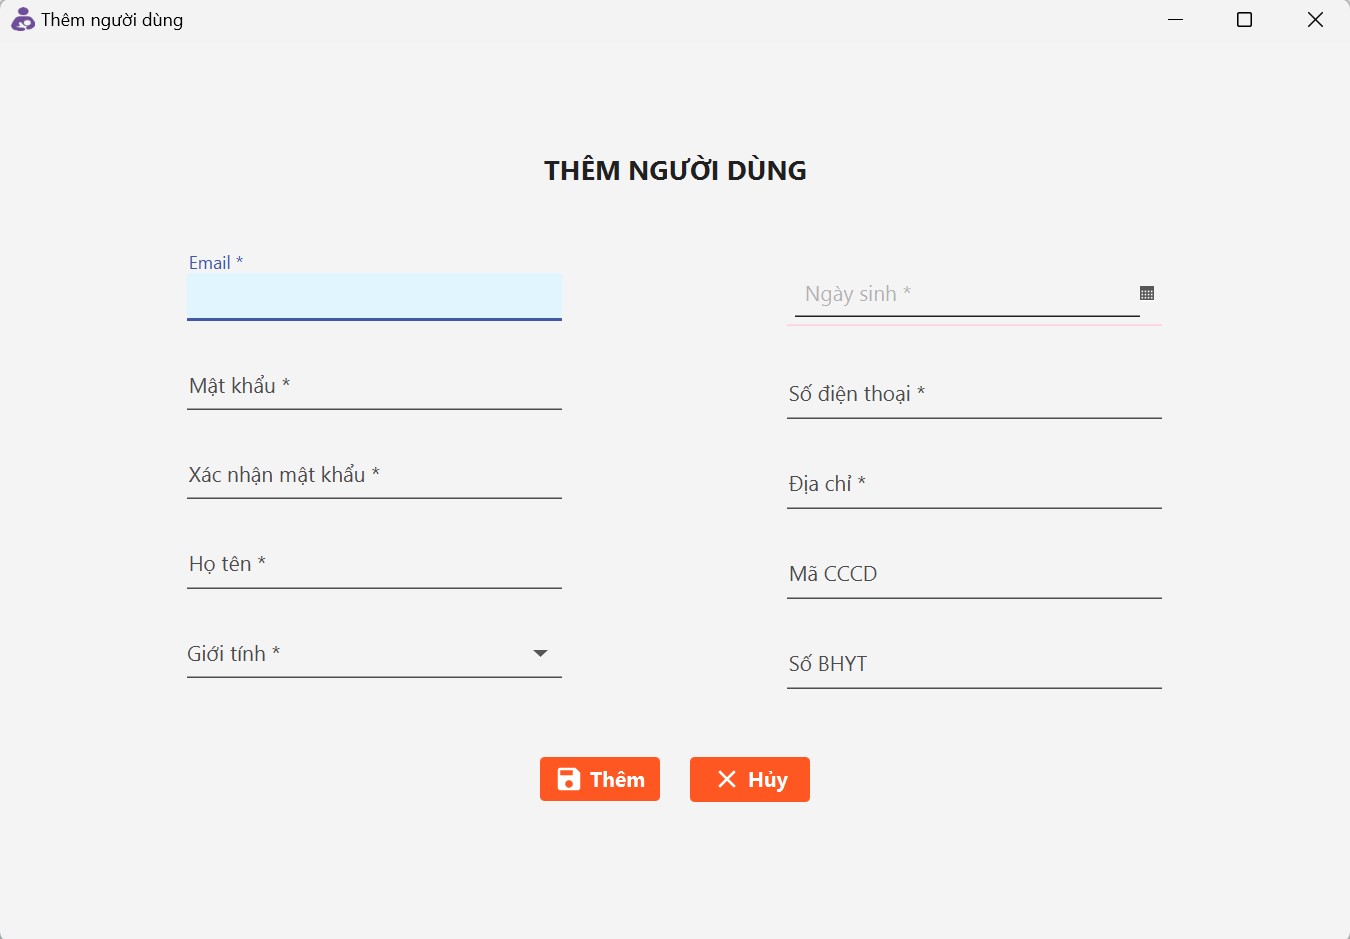 Thêm người dùng
THÊM NGƯỜI DÙNG
Email *
Mật khẩu *
Xác nhận mật khẩu *
Họ tên *
Giới tính *
Ngày sinh *
Số điện thoại *
Địa chỉ *
Mã CCCD
Số BHYT
Thêm
Hủy